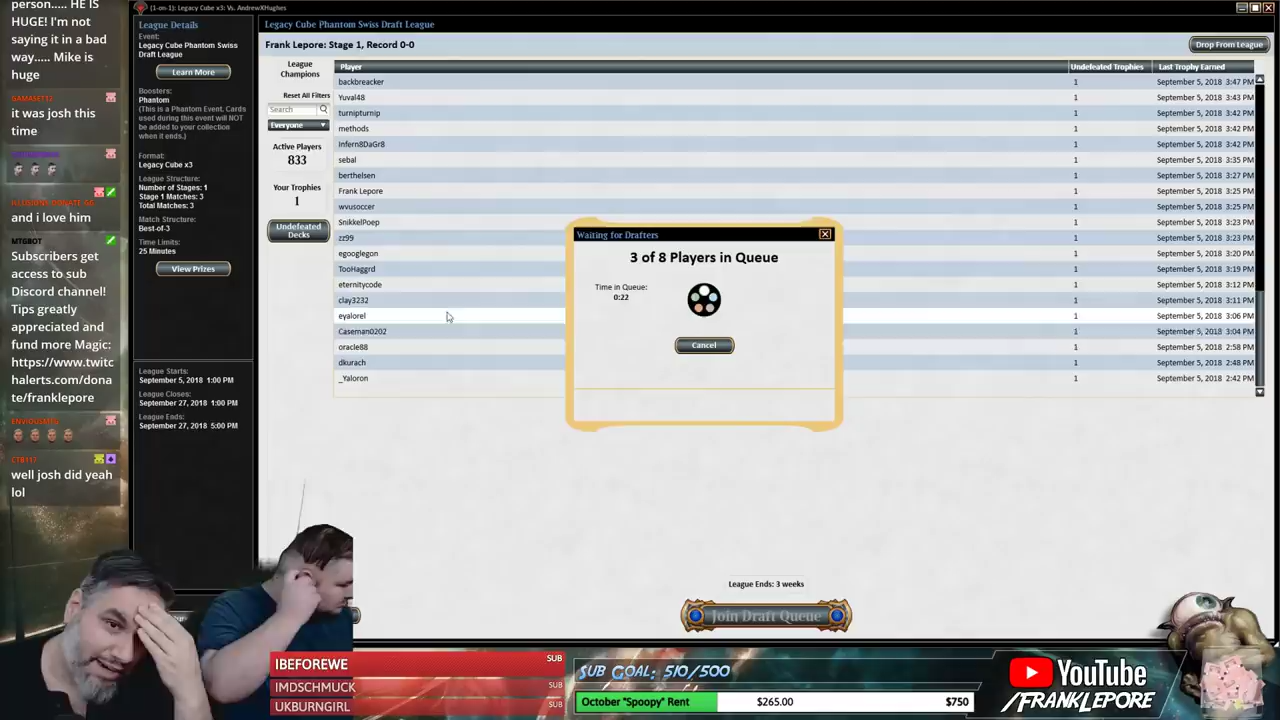 person..... HE IS
HUGE! I'm not
saying it in a bad
way..... Mike is
huge
it was josh this
time
and i love him
MTGBOT
Subscribers get
access to sub
Discord channel!
Tips greatly
appreciated and
fund more Magic:
https://www.twitc
halerts.com/dona
te/franklepore
ENVIOUSMTG
CTB117
well josh did yeah
lol
(1-on-1): Legacy Cube x3: Vs. AndrewXHughes
League Details
Event:
Legacy Cube Phantom Swiss
Draft League
Learn More
Boosters:
Phantom
(This is a Phantom Event. Cards
used during this event will NOT
be added to your collection
when it ends.)
Format:
Legacy Cube x3
League Structure:
Number of Stages: 1
Stage 1 Matches: 3
Total Matches: 3
Match Structure:
Best-of-3
Time Limits:
25 Minutes
View Prizes
League Starts:
September 5, 2018 1:00 PM
League Closes:
September 27, 2018 1:00 PM
League Ends:
September 27, 2018 5:00 PM
Legacy Cube Phantom Swiss Draft League
Frank Lepore: Stage 1, Record 0-0
Drop From League
League
Champions
Reset All Filters
Search
Everyone
Active Players
833
Your Trophies
1
Undefeated
Decks
Player Undefeated Trophies Last Trophy Earned
backbreacker 1 September 5, 2018 3:47 PM
Yuval48 1 September 5, 2018 3:43 PM
turnipturnip 1 September 5, 2018 3:42 PM
methods 1 September 5, 2018 3:42 PM
Infern8DaGr8 1 September 5, 2018 3:42 PM
sebal 1 September 5, 2018 3:35 PM
berthelsen 1 September 5, 2018 3:27 PM
Frank Lepore 1 September 5, 2018 3:25 PM
wvusoccer 1 September 5, 2018 3:23 PM
SnikkelPoep 1 September 5, 2018 3:23 PM
zz99 1 September 5, 2018 3:23 PM
egooglegon 1 September 5, 2018 3:20 PM
TooHaggrd 1 September 5, 2018 3:19 PM
eternitycode 1 September 5, 2018 3:12 PM
clay3232 1 September 5, 2018 3:11 PM
eyalorel 1 September 5, 2018 3:06 PM
Caseman0202 1 September 5, 2018 3:04 PM
oracle88 1 September 5, 2018 2:58 PM
dkurach 1 September 5, 2018 2:48 PM
_Yaloron 1 September 5, 2018 2:42 PM
Waiting for Drafters
3 of 8 Players in Queue
Time in Queue:
0:22
Cancel
League Ends: 3 weeks
Join Draft Queue
IBEFOREWE SUB
IMDSCHMUCK SUB
UKBURNGIRL SUB
SUB GOAL: 510/500
October "Spoopy" Rent $265.00 $750
YouTube
/FRANKLEPORE